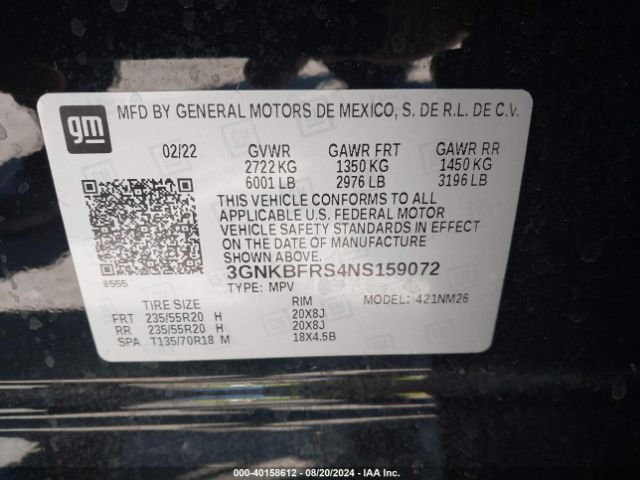 gm
MFD BY GENERAL MOTORS DE MEXICO, S. DE R.L. DE C.V.
02/22 GVWR GAWR FRT GAWR RR
2722 KG 1350 KG 1450 KG
6001 LB 2976 LB 3196 LB
THIS VEHICLE CONFORMS TO ALL
APPLICABLE U.S. FEDERAL MOTOR
VEHICLE SAFETY STANDARDS IN EFFECT
ON THE DATE OF MANUFACTURE
SHOWN ABOVE.
3GNKBFRS4NS159072
8555
TYPE: MPV MODEL: 421NM26
TIRE SIZE RIM
FRT 235/55R20 H 20X8J
RR 235/55R20 H 20X8J
SPA T135/70R18 M 18X4.5B
000-40158612 - 08/20/2024 - IAA Inc.